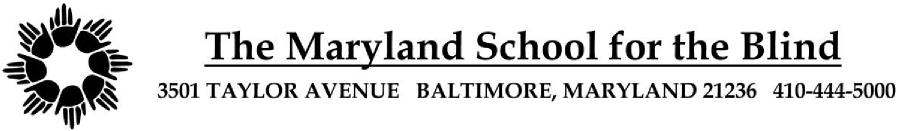 The Maryland School for the Blind
3501 TAYLOR AVENUE BALTIMORE, MARYLAND 21236 410-444-5000